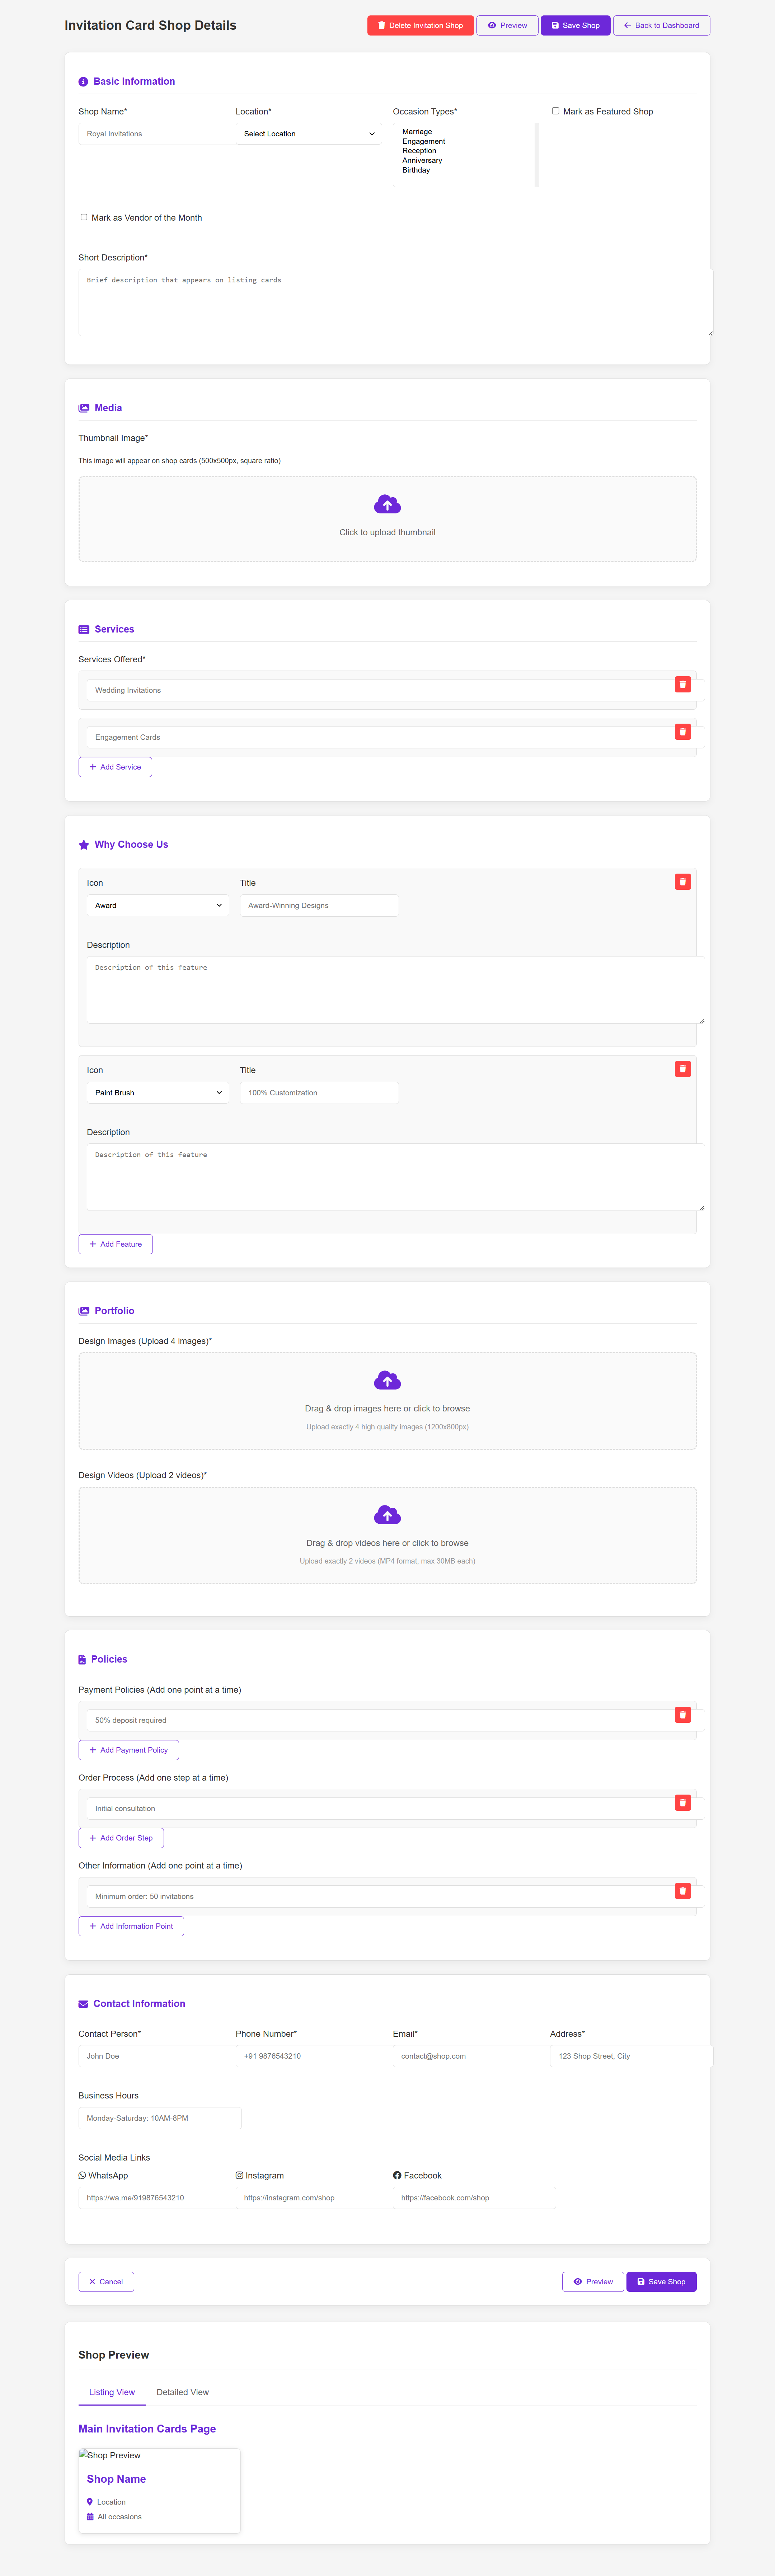 Invitation Card Shop Details
Delete Invitation Shop
Preview
Save Shop
Back to Dashboard
Basic Information
Shop Name*
Location*
Occasion Types*
Mark as Featured Shop
Royal Invitations
Select Location
Marriage
Engagement
Reception
Anniversary
Birthday
Mark as Vendor of the Month
Short Description*
Brief description that appears on listing cards
Media
Thumbnail Image*
This image will appear on shop cards (500x500px, square ratio)
Click to upload thumbnail
Services
Services Offered*
Wedding Invitations
Engagement Cards
Add Service
Why Choose Us
Icon
Title
Award
Award-Winning Designs
Description
Description of this feature
Icon
Title
Paint Brush
100% Customization
Description
Description of this feature
Add Feature
Portfolio
Design Images (Upload 4 images)*
Drag & drop images here or click to browse
Upload exactly 4 high quality images (1200x800px)
Design Videos (Upload 2 videos)*
Drag & drop videos here or click to browse
Upload exactly 2 videos (MP4 format, max 30MB each)
Policies
Payment Policies (Add one point at a time)
50% deposit required
Add Payment Policy
Order Process (Add one step at a time)
Initial consultation
Add Order Step
Other Information (Add one point at a time)
Minimum order: 50 invitations
Add Information Point
Contact Information
Contact Person*
Phone Number*
Email*
Address*
John Doe
+91 9876543210
contact@shop.com
123 Shop Street, City
Business Hours
Monday-Saturday: 10AM-8PM
Social Media Links
WhatsApp
Instagram
Facebook
https://wa.me/919876543210
https://instagram.com/shop
https://facebook.com/shop
Cancel
Preview
Save Shop
Shop Preview
Listing View
Detailed View
Main Invitation Cards Page
Shop Preview
Shop Name
Location
All occasions